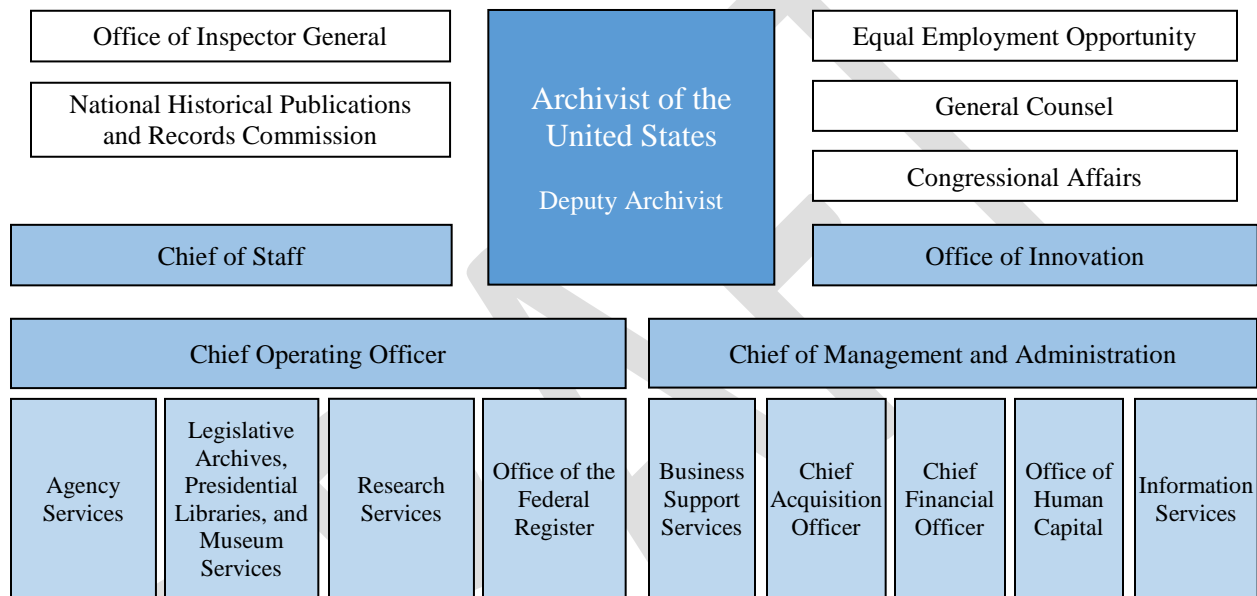 Office of Inspector General
National Historical Publications
and Records Commission
Archivist of the
United States
Deputy Archivist
Equal Employment Opportunity
General Counsel
Congressional Affairs
Chief of Staff
Office of Innovation
Chief Operating Officer
Chief of Management and Administration
Agency
Services
Legislative
Archives,
Presidential
Libraries, and
Museum
Services
Research
Services
Office of the
Federal
Register
Business
Support
Services
Chief
Acquisition
Officer
Chief
Financial
Officer
Office of
Human
Capital
Information
Services